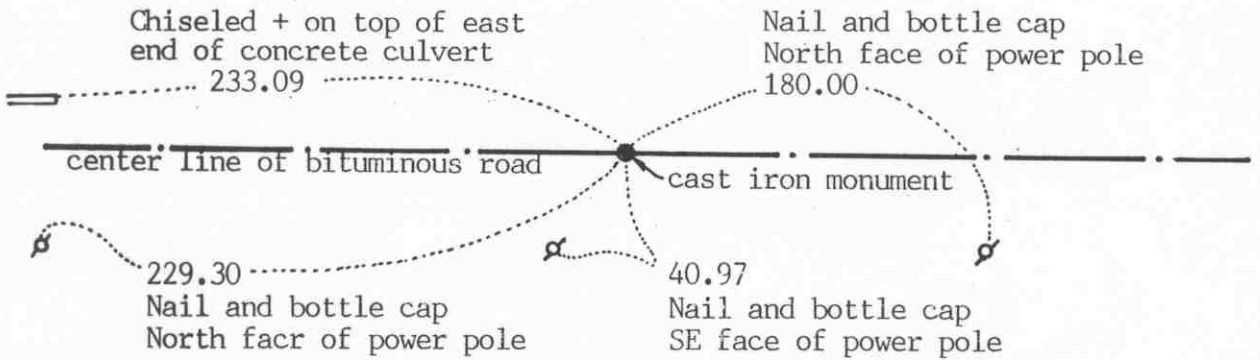 Chiseled + on top of east
end of concrete culvert
233.09
Nail and bottle cap
North face of power pole
180.00
center line of bituminous road
cast iron monument
229.30
Nail and bottle cap
North facr of power pole
40.97
Nail and bottle cap
SE face of power pole